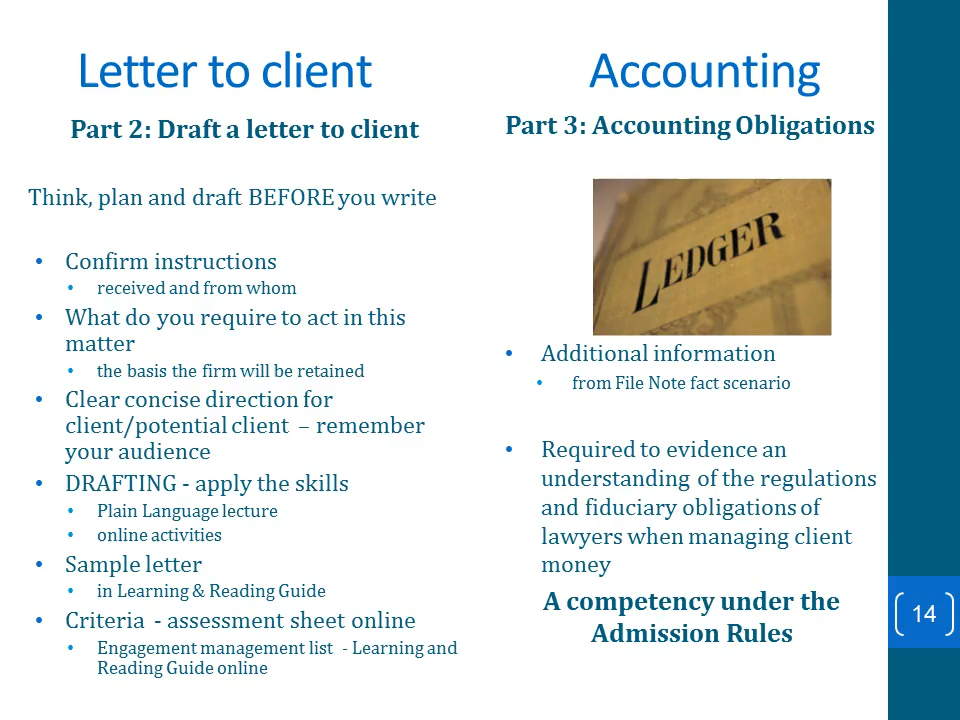 Letter to client
Part 2: Draft a letter to client
Think, plan and draft BEFORE you write
• Confirm instructions
• received and from whom
• What do you require to act in this
matter
• the basis the firm will be retained
• Clear concise direction for
client/potential client – remember
your audience
• DRAFTING - apply the skills
• Plain Language lecture
• online activities
• Sample letter
• in Learning & Reading Guide
• Criteria - assessment sheet online
• Engagement management list - Learning and
Reading Guide online
Accounting
Part 3: Accounting Obligations
LEDGER
• Additional information
• from File Note fact scenario
• Required to evidence an
understanding of the regulations
and fiduciary obligations of
lawyers when managing client
money
A competency under the
Admission Rules
14